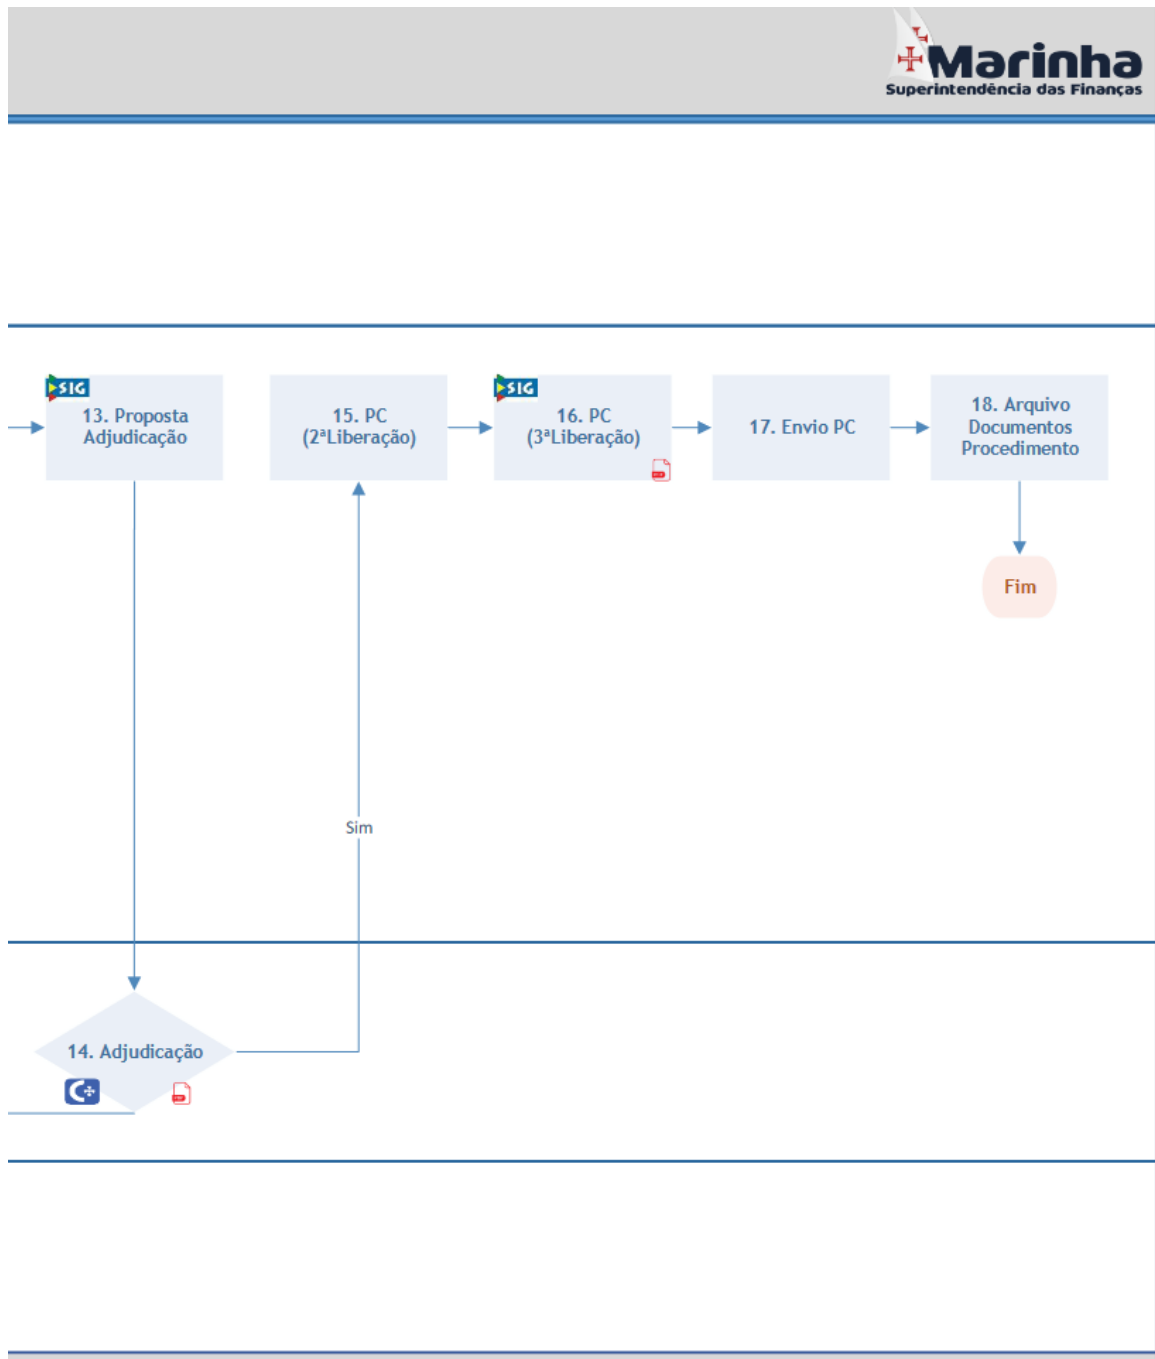 Marinha
Superintendência das Finanças
SIG
13. Proposta
Adjudicação
15. PC
(2ªLiberação)
SIG
16. PC
(3ªLiberação)
17. Envio PC
18. Arquivo
Documentos
Procedimento
Fim
Sim
14. Adjudicação